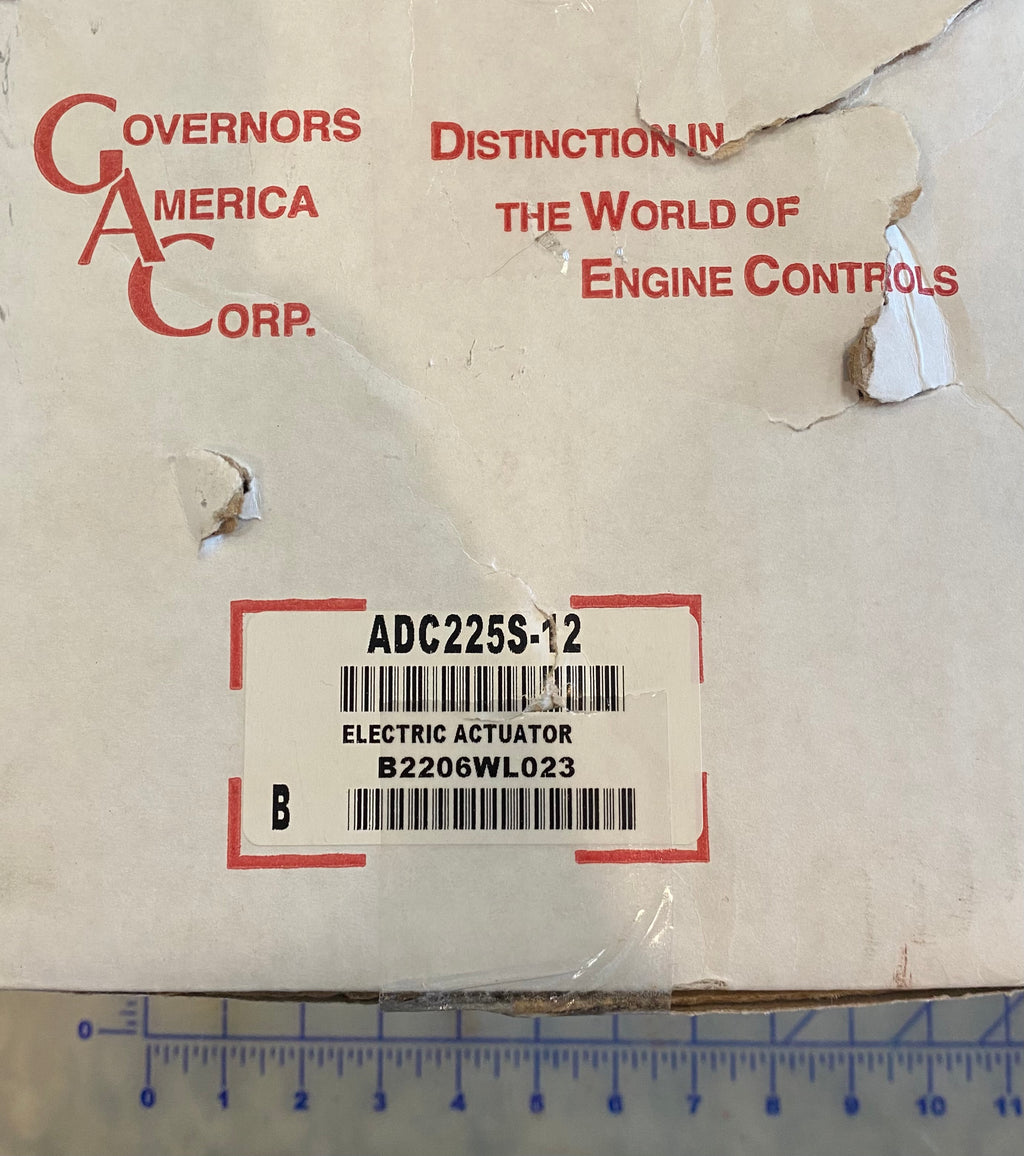 GOVERNORS
AMERICA
CORP.
DISTINCTION IN
THE WORLD OF
ENGINE CONTROLS
ADC225S-12
ELECTRIC ACTUATOR
B2206WL023
B
0
0 1 2 3 4 5 6 7 8 9 10 11